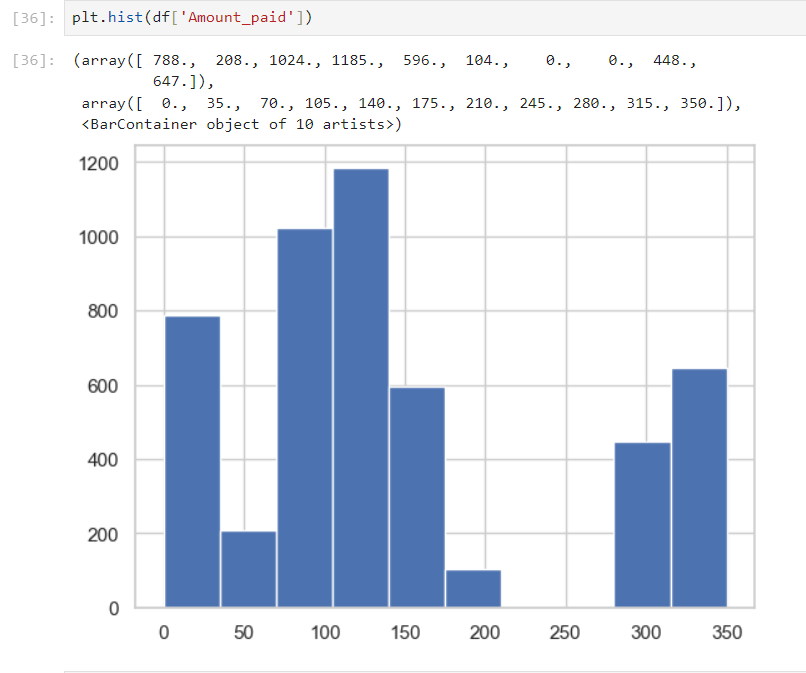 [36]: plt.hist(df['Amount_paid'])
[36]: (array([ 788., 208., 1024., 1185., 596., 104., 0., 0., 448.,
647.]),
array([ 0., 35., 70., 105., 140., 175., 210., 245., 280., 315., 350.]),
<BarContainer object of 10 artists>)
1200
1000
800
600
400
200
0
0 50 100 150 200 250 300 350